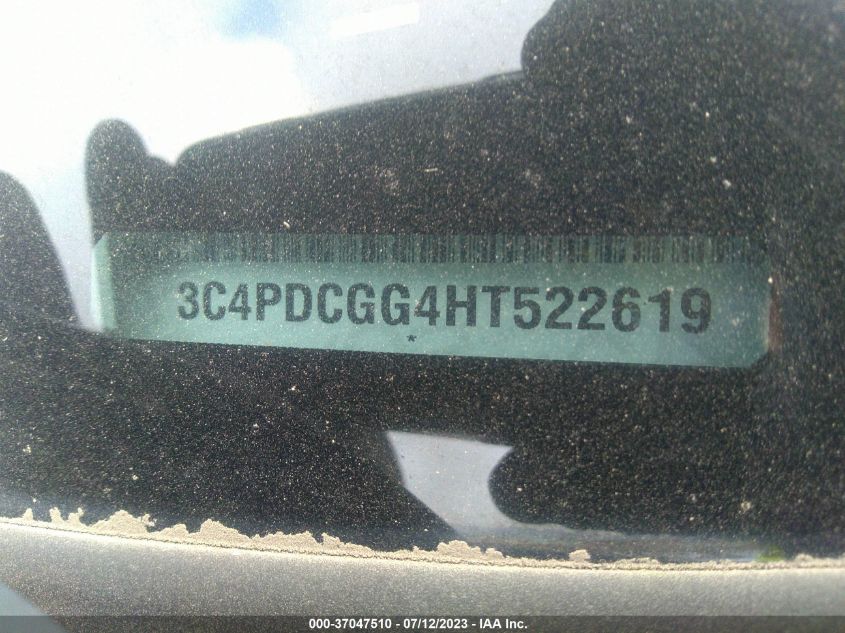 3C4PDCGG4HT522619
*
000-37047510 - 07/12/2023 - IAA Inc.